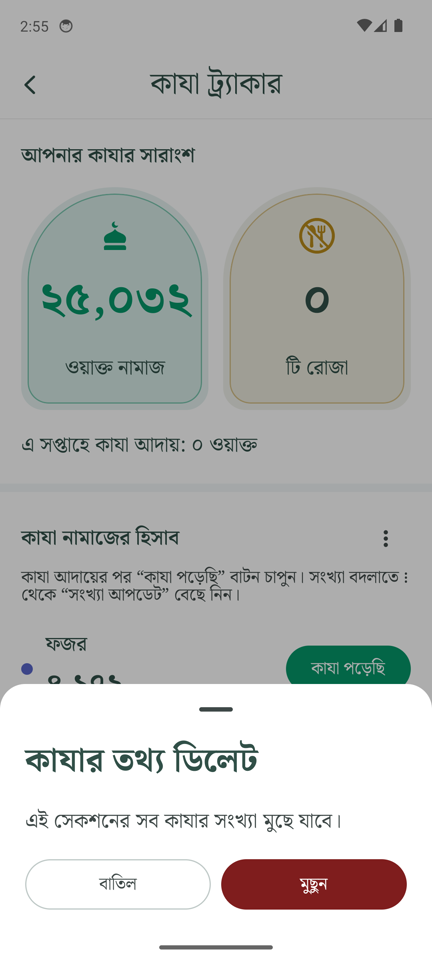 2:55
কাযা ট্র্যাকার
আপনার কাযার সারাংশ
২৫,০৩২
ওয়াক্ত নামাজ
০
টি রোজা
এ সপ্তাহে কাযা আদায়: ০ ওয়াক্ত
কাযা নামাজের হিসাব
কাযা আদায়ের পর “কাযা পড়েছি” বাটন চাপুন। সংখ্যা বদলাতে ⋮
থেকে “সংখ্যা আপডেট” বেছে নিন।
ফজর
কাযা পড়েছি
কাযার তথ্য ডিলেট
এই সেকশনের সব কাযার সংখ্যা মুছে যাবে।
বাতিল
মুছুন